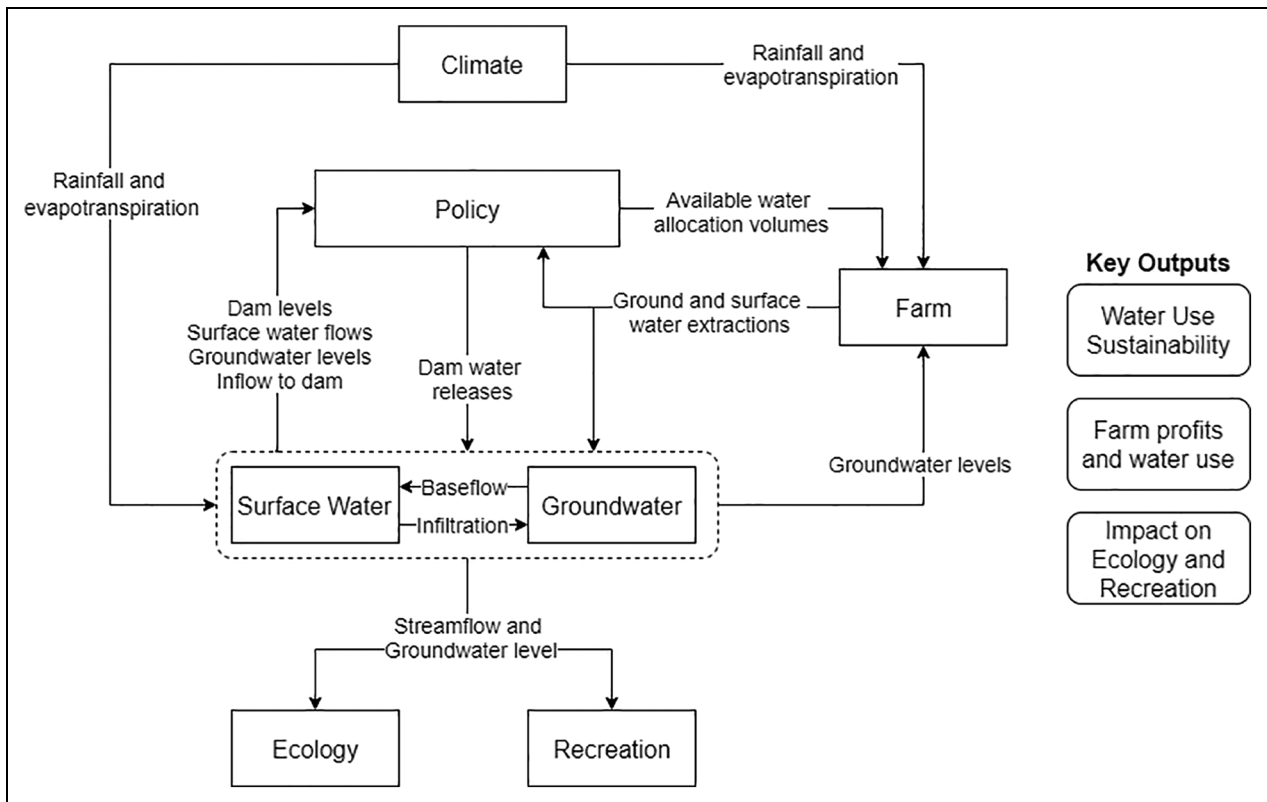 Climate
Rainfall and
evapotranspiration
Rainfall and
evapotranspiration
Policy
Available water
allocation volumes
Key Outputs
Dam levels
Surface water flows
Groundwater levels
Inflow to dam
Ground and surface
water extractions
Farm
Water Use
Sustainability
Dam water
releases
Farm profits
and water use
Groundwater levels
Surface Water
Baseflow
Infiltration
Groundwater
Impact on
Ecology and
Recreation
Streamflow and
Groundwater level
Ecology
Recreation